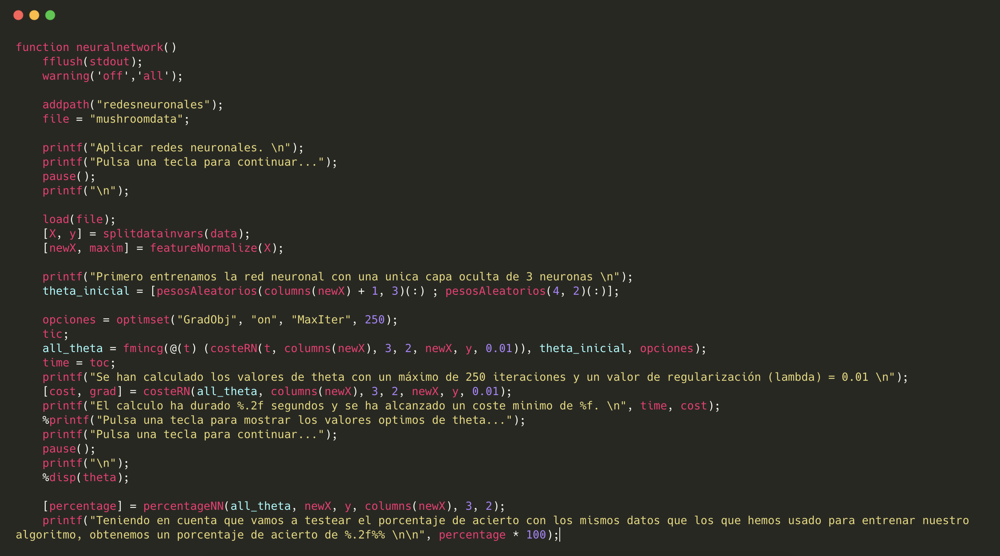 function neuralnetwork()
    fflush(stdout);
    warning('off','all');

    addpath("redesneuronales");
    file = "mushroomdata";

    printf("Aplicar redes neuronales. \n");
    printf("Pulsa una tecla para continuar...");
    pause();
    printf("\n");

    load(file);
    [X, y] = splitdatainvars(data);
    [newX, maxim] = featureNormalize(X);

    printf("Primero entrenamos la red neuronal con una unica capa oculta de 3 neuronas \n");
    theta_inicial = [pesosAleatorios(columns(newX) + 1, 3)(:) ; pesosAleatorios(4, 2)(:)];

    opciones = optimset("GradObj", "on", "MaxIter", 250);
    tic;
    all_theta = fmincg(@(t) (costeRN(t, columns(newX), 3, 2, newX, y, 0.01)), theta_inicial, opciones);
    time = toc;
    printf("Se han calculado los valores de theta con un máximo de 250 iteraciones y un valor de regularización (lambda) = 0.01 \n");
    [cost, grad] = costeRN(all_theta, columns(newX), 3, 2, newX, y, 0.01);
    printf("El calculo ha durado %.2f segundos y se ha alcanzado un coste minimo de %f. \n", time, cost);
    %printf("Pulsa una tecla para mostrar los valores optimos de theta...");
    printf("Pulsa una tecla para continuar...");
    pause();
    printf("\n");
    %disp(theta);

    [percentage] = percentageNN(all_theta, newX, y, columns(newX), 3, 2);
    printf("Teniendo en cuenta que vamos a testear el porcentaje de acierto con los mismos datos que los que hemos usado para entrenar nuestro
algoritmo, obtenemos un porcentaje de acierto de %.2f%% \n\n", percentage * 100);